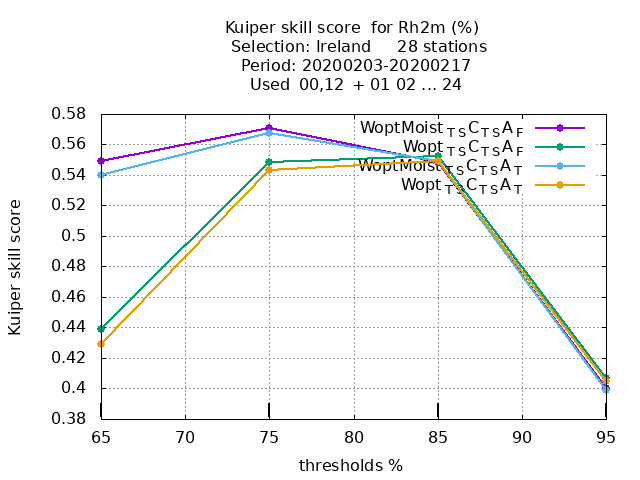 Kuiper skill score for Rh2m (%)
Selection: Ireland 28 stations
Period: 20200203-20200217
Used 00,12 + 01 02 ... 24
WoptMoist TS C TS A F
Wopt TS C TS A F
WoptMoist TS C TS A T
Wopt TS C TS A T
Kuiper skill score
0.58
0.56
0.54
0.52
0.5
0.48
0.46
0.44
0.42
0.4
0.38
65 70 75 80 85 90 95
thresholds %